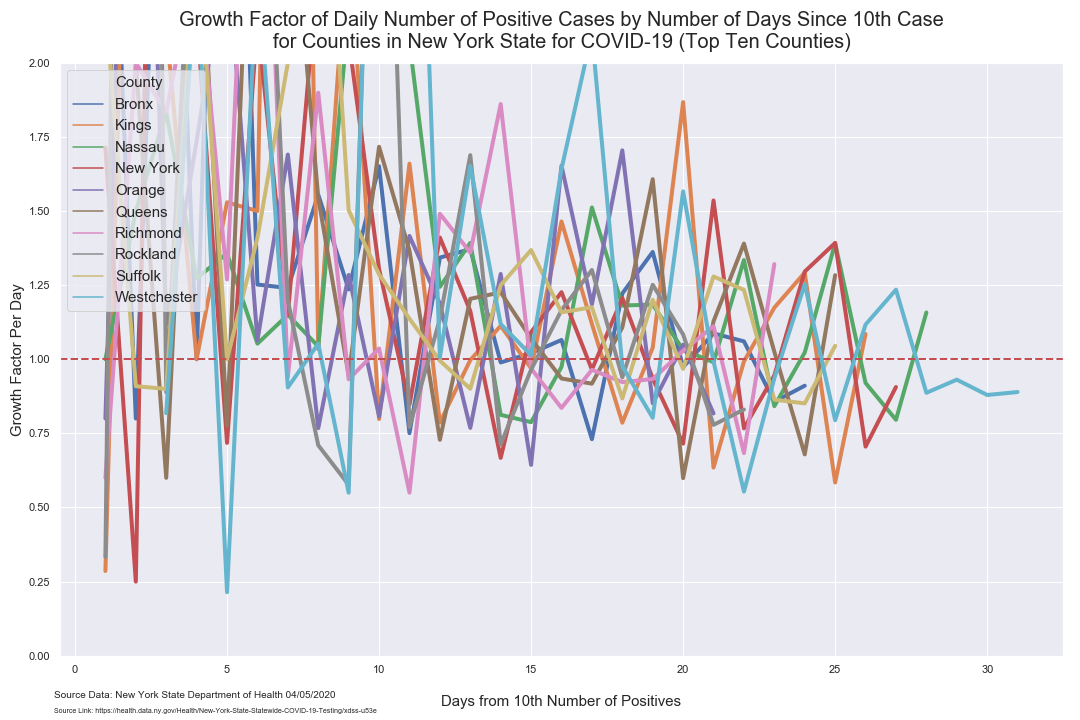 Growth Factor of Daily Number of Positive Cases by Number of Days Since 10th Case
for Counties in New York State for COVID-19 (Top Ten Counties)
2.00
1.75
1.50
1.25
1.00
0.75
0.50
0.25
0.00
Growth Factor Per Day
County
Bronx
Kings
Nassau
New York
Orange
Queens
Richmond
Rockland
Suffolk
Westchester
0 5 10 15 20 25 30
Days from 10th Number of Positives
Source Data: New York State Department of Health 04/05/2020
Source Link: https://health.data.ny.gov/Health/New-York-State-Statewide-COVID-19-Testing/xdss-u53e